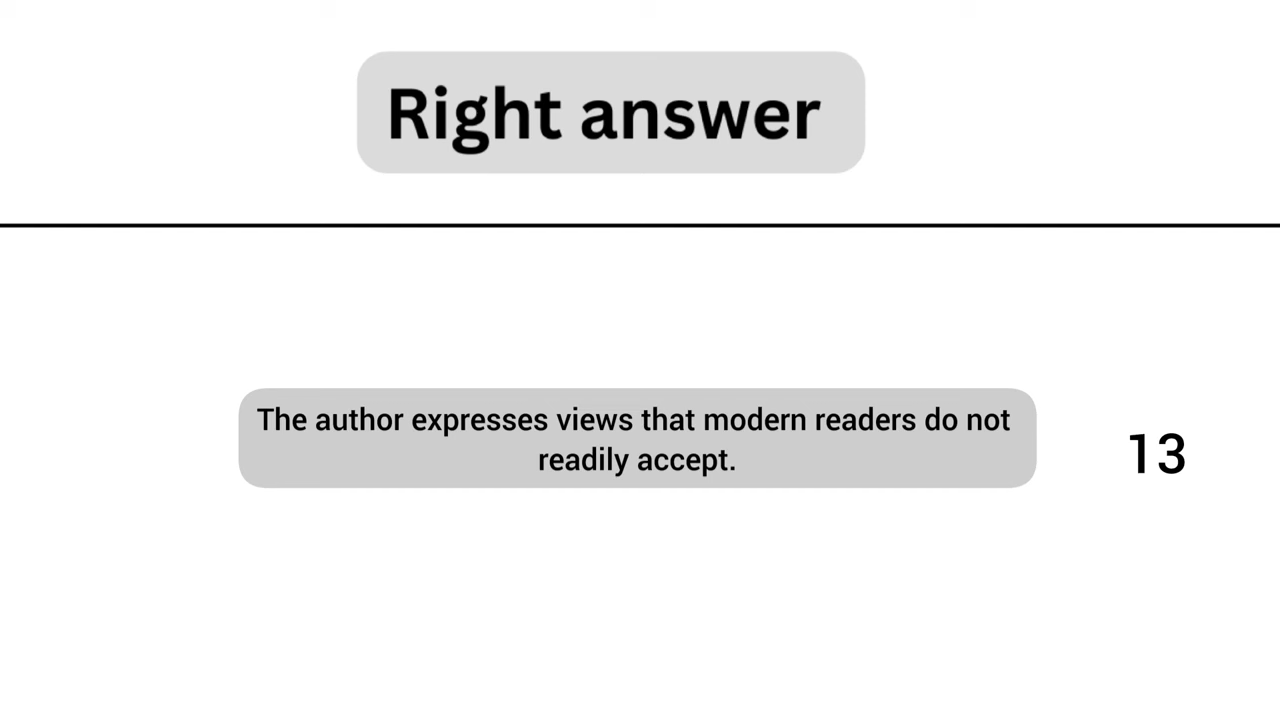 Right answer
The author expresses views that modern readers do not
readily accept.
13